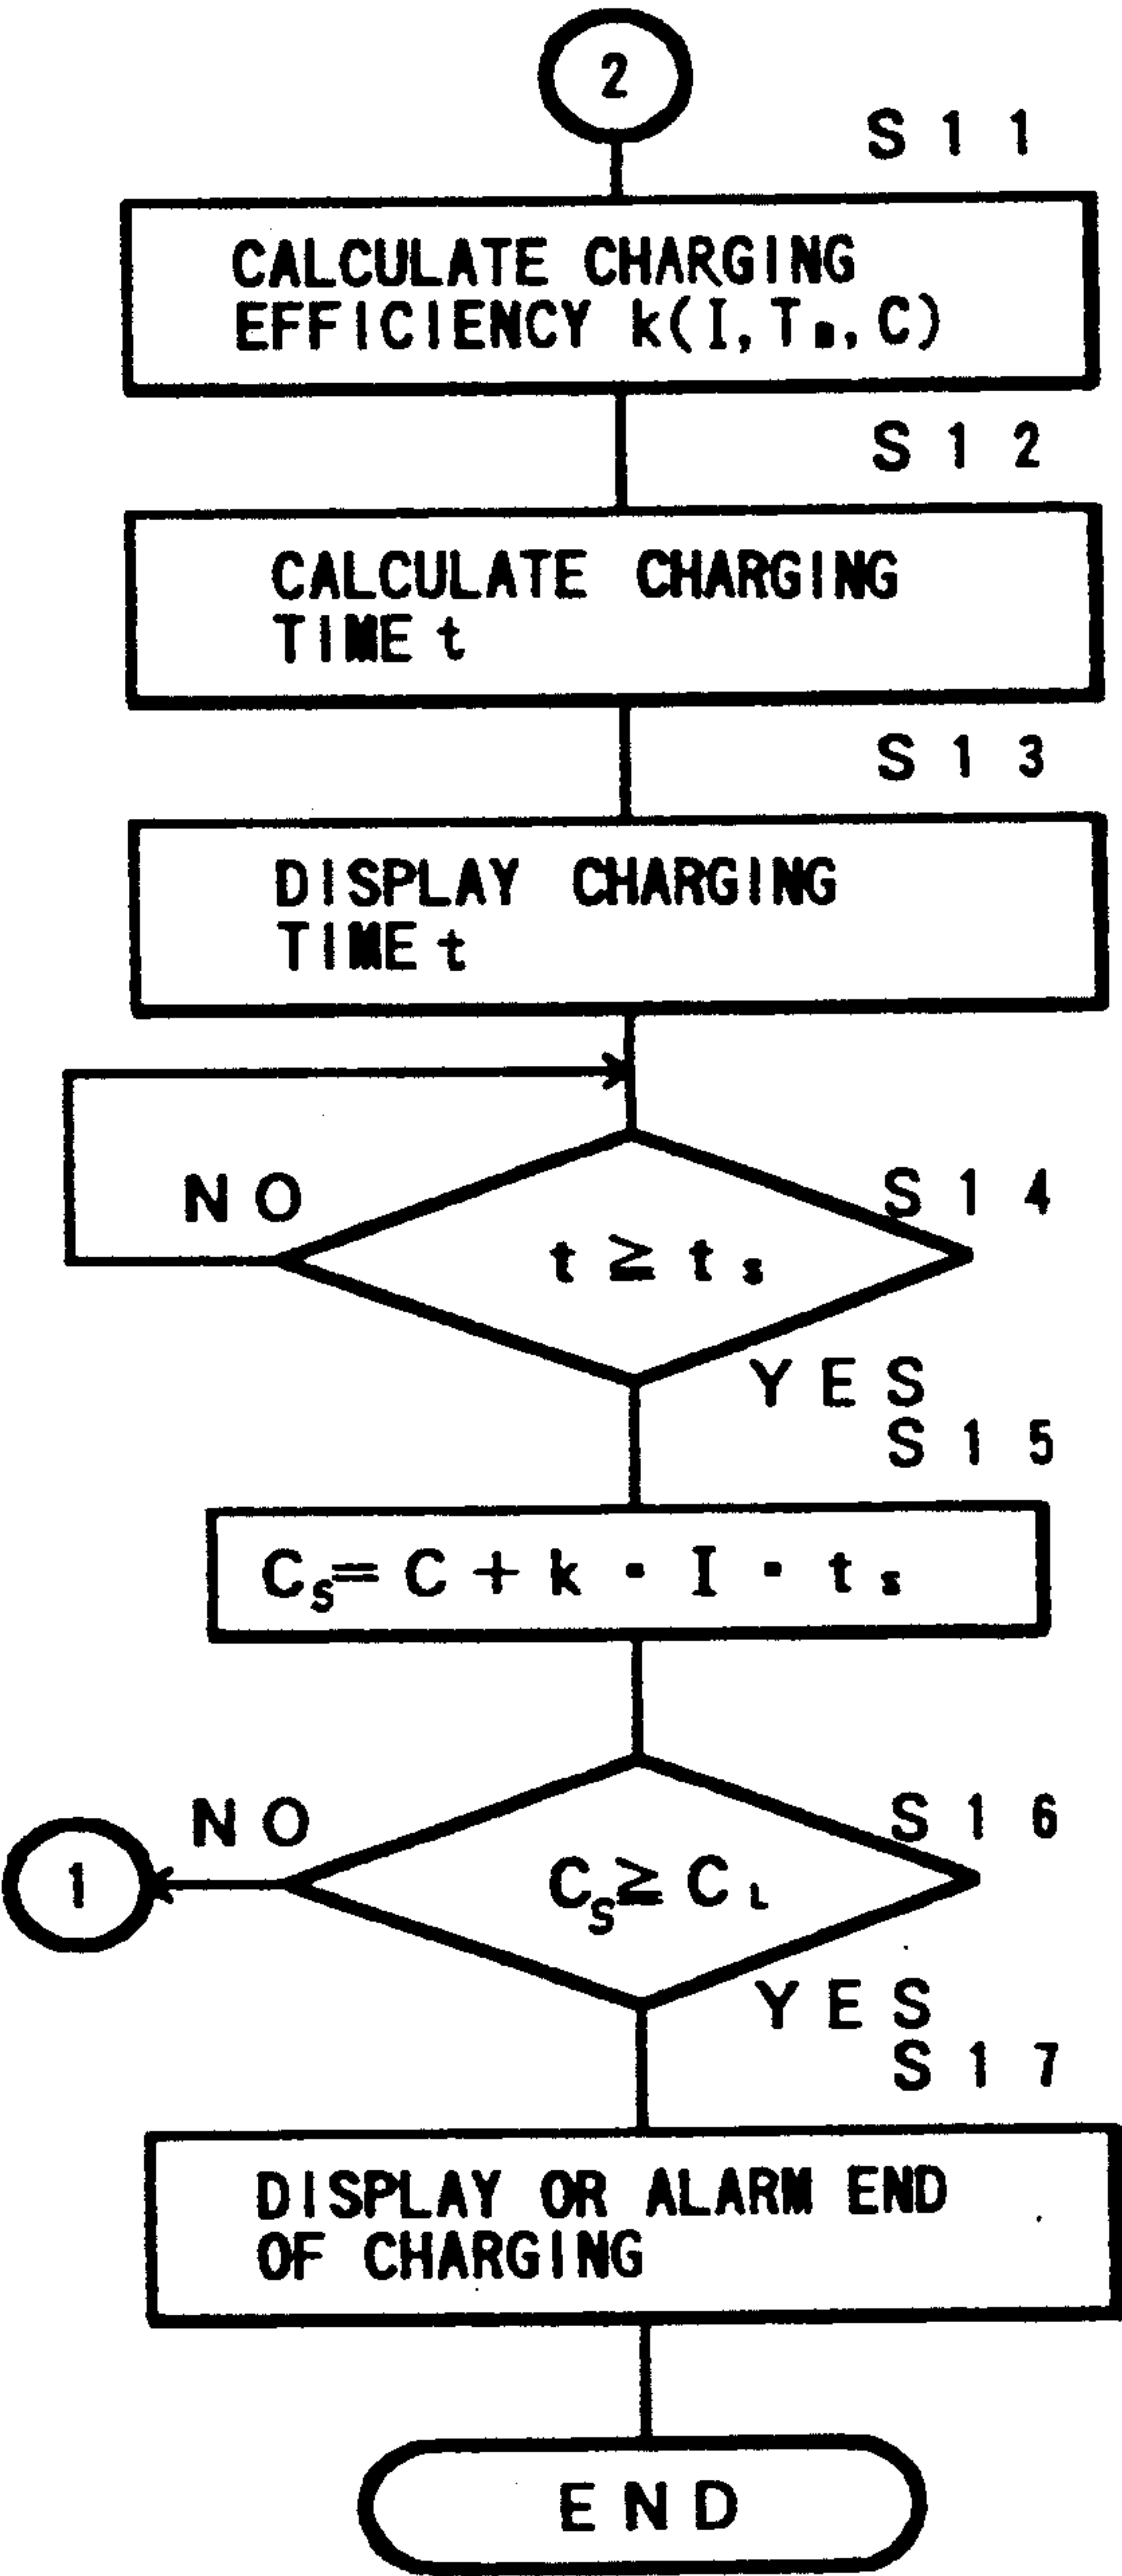 2
S11
CALCULATE CHARGING
EFFICIENCY k(I, TB, C)
S12
CALCULATE CHARGING
TIME t
S13
DISPLAY CHARGING
TIME t
NO
S14
t ≧ ts
YES
S15
Cs= C + k · I · ts
NO
S16
1
Cs≧ CL
YES
S17
DISPLAY OR ALARM END
OF CHARGING
END